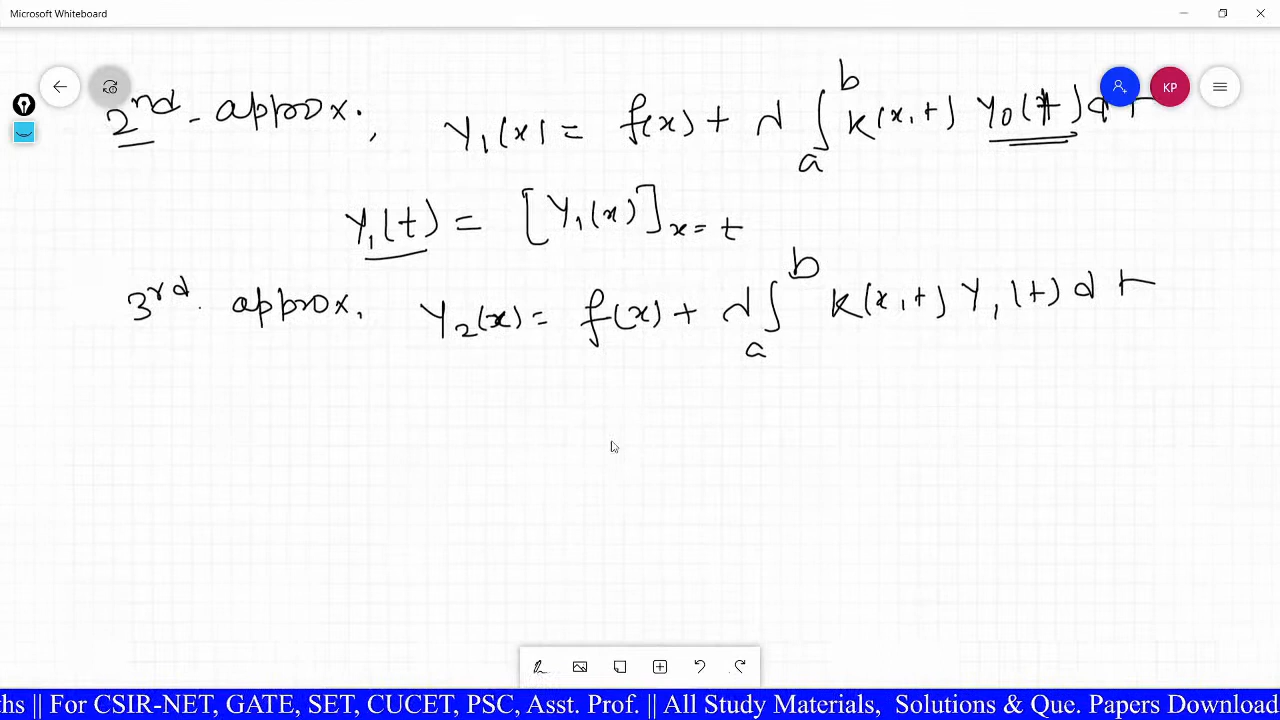 Microsoft Whiteboard
KP
2nd - approx., y₁(x) = f(x) + λ ∫ₐᵇ K(x,t) y₀(t) dt
y₁(t) = [y₁(x)]ₓ₌ₜ
3rd. approx, y₂(x) = f(x) + λ ∫ₐᵇ K(x,t) y₁(t) dt
ths || For CSIR-NET, GATE, SET, CUCET, PSC, Asst. Prof. || All Study Materials, Solutions & Que. Papers Download